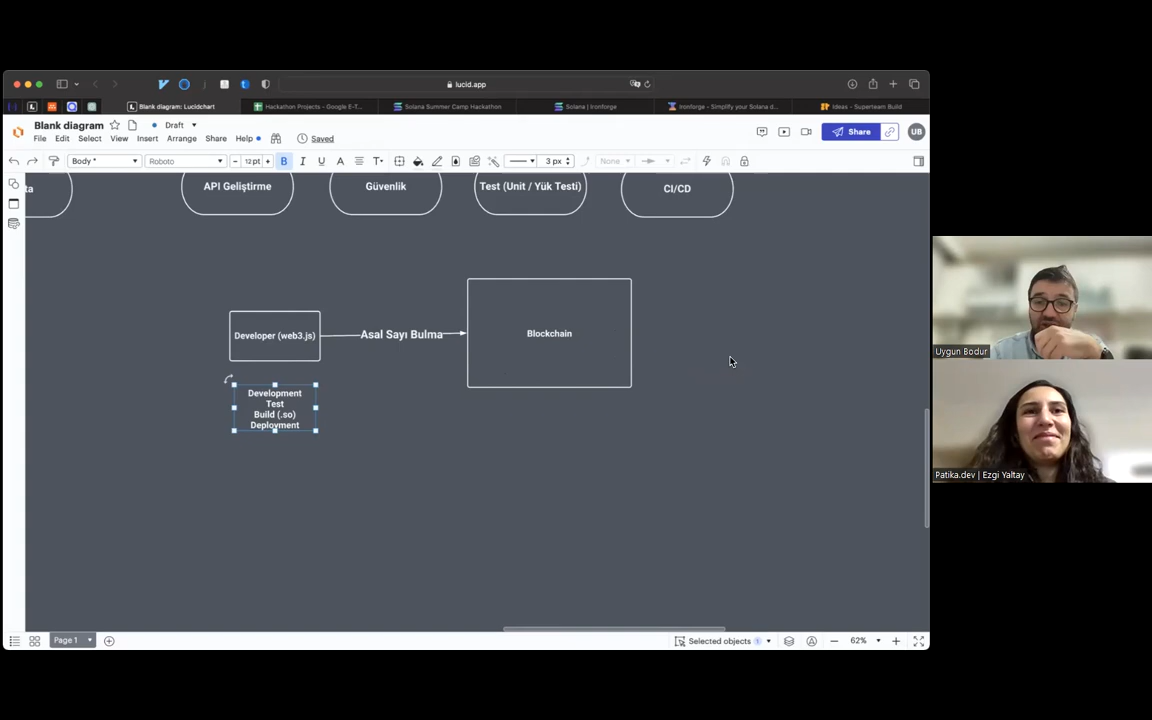 lucid.app
Blank diagram: Lucidchart
Hackathon Projects - Google E-T...
Solana Summer Camp Hackathon
Solana | Ironforge
Ironforge - Simplify your Solana d...
Ideas – Superteam Build
Blank diagram
Draft
File Edit Select View Insert Arrange Share Help
Saved
Share
UB
Body *
Roboto
12 pt
B I U A T
3 px
None
ta
API Geliştirme
Güvenlik
Test (Unit / Yük Testi)
CI/CD
Developer (web3.js)
Asal Sayı Bulma
Blockchain
Development
Test
Build (.so)
Deployment
Uygun Bodur
Patika.dev | Ezgi Yaltay
Page 1
Selected objects 1
62%